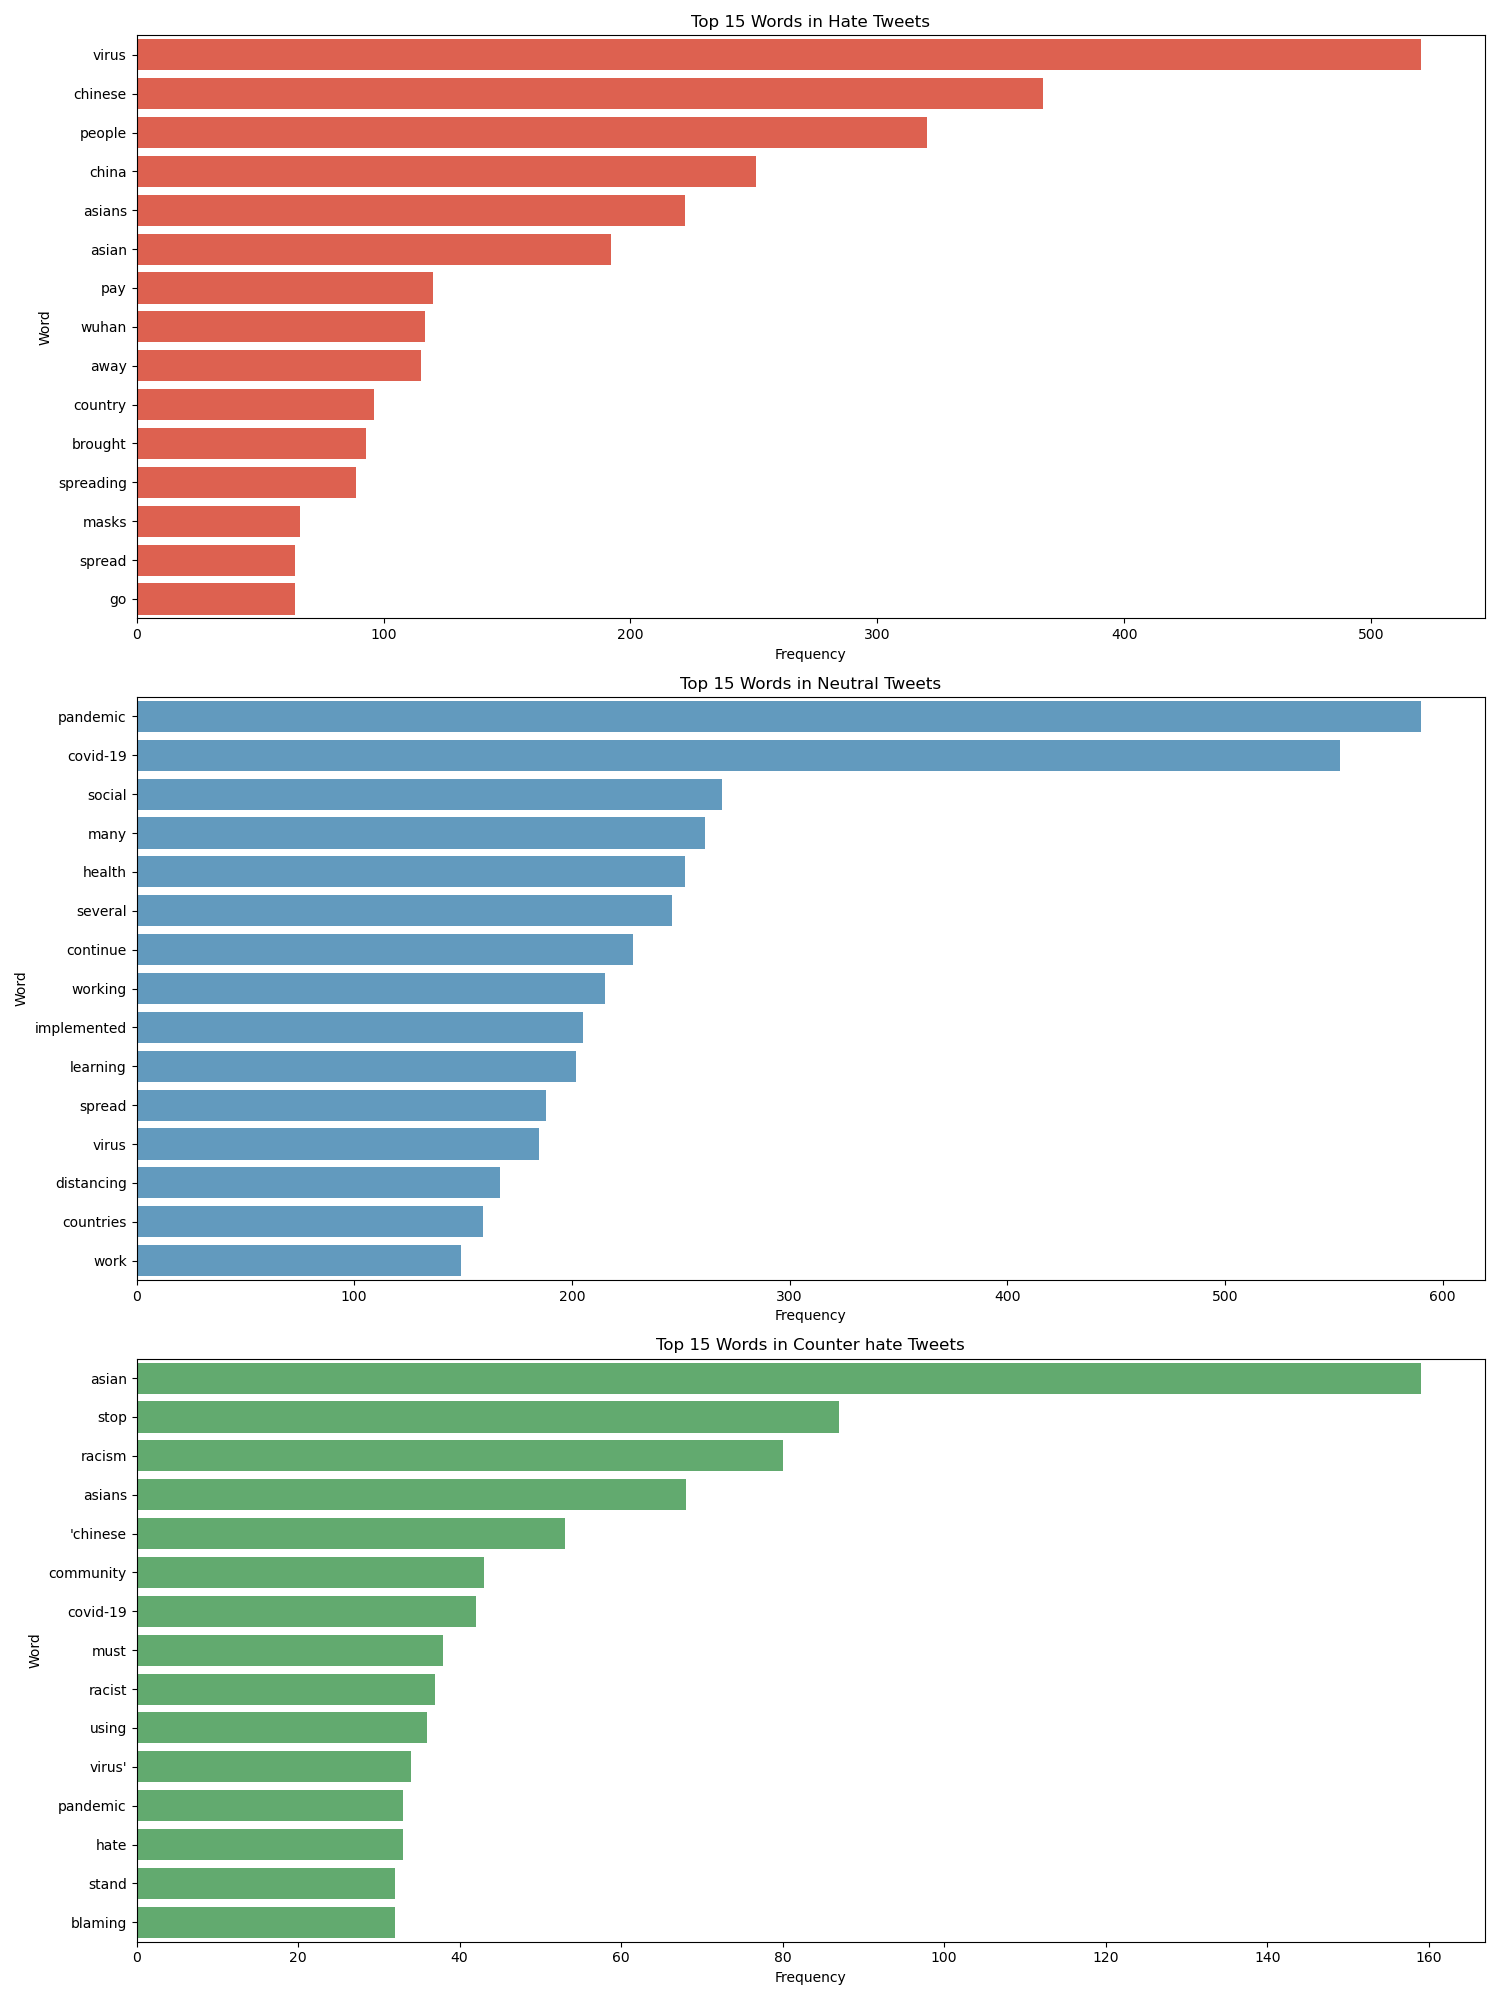 Top 15 Words in Hate Tweets
virus
chinese
people
china
asians
asian
pay
wuhan
away
country
brought
spreading
masks
spread
go
Word
0 100 200 300 400 500
Frequency
Top 15 Words in Neutral Tweets
pandemic
covid-19
social
many
health
several
continue
working
implemented
learning
spread
virus
distancing
countries
work
Word
0 100 200 300 400 500 600
Frequency
Top 15 Words in Counter hate Tweets
asian
stop
racism
asians
'chinese
community
covid-19
must
racist
using
virus'
pandemic
hate
stand
blaming
Word
0 20 40 60 80 100 120 140 160
Frequency